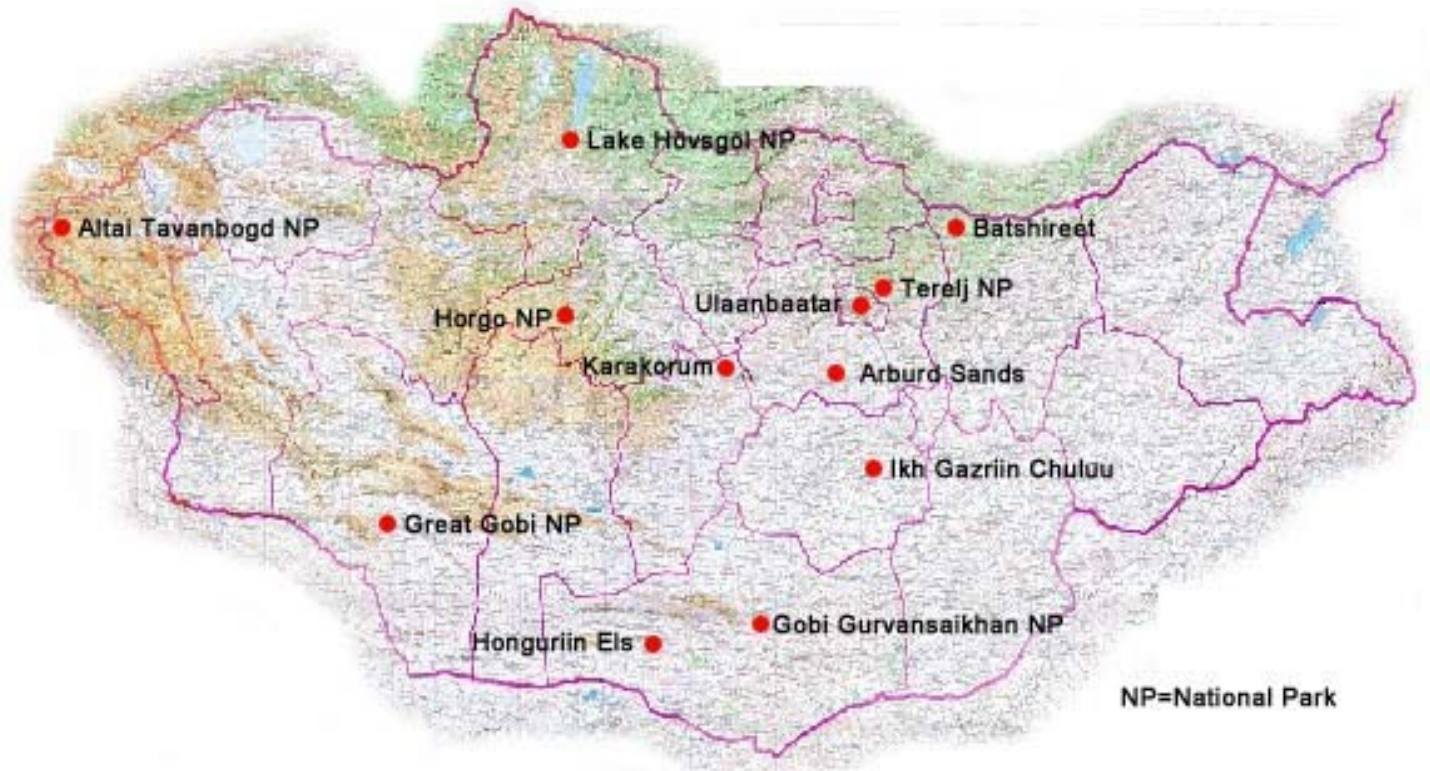 Lake Hövsgöl NP
Altai Tavanbogd NP
Batshireet
Terelj NP
Ulaanbaatar
Horgo NP
Karakorum
Arburd Sands
Ikh Gazriin Chuluu
Great Gobi NP
Gobi Gurvansaikhan NP
Honguriin Els
NP=National Park